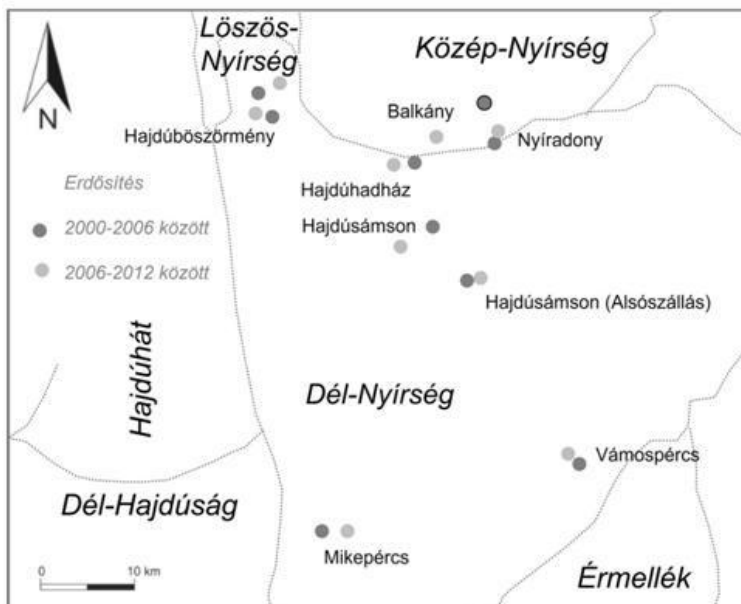 Löszös-
Nyírség
Közép-Nyírség
N
Balkány
Hajdúböszörmény
Nyíradony
Erdősítés
Hajdúhadház
2000-2006 között
Hajdúsámson
2006-2012 között
Hajdúsámson (Alsószállás)
Hajdúhát
Dél-Nyírség
Vámospércs
Dél-Hajdúság
Mikepércs
0 10 km
Érmellék